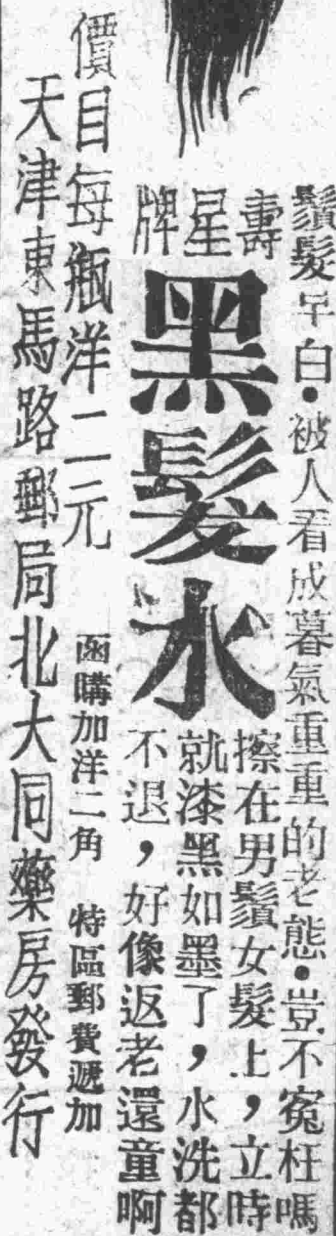 鬚髮早白·被人看成暮氣重重的老態·豈不寃枉嗎
壽星牌
黑髮水
擦在男鬚女髮上，立時
就漆黑如墨了，水洗都
不退，好像返老還童啊
價目每瓶洋二元
函購加洋二角　特區郵費遞加
天津東馬路郵局北大同藥房發行